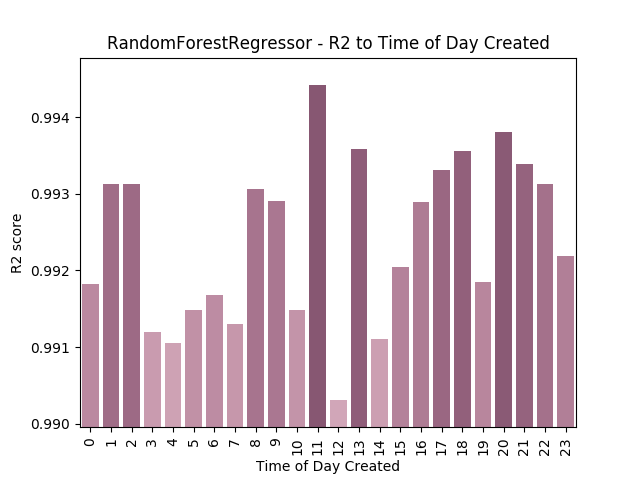 RandomForestRegressor - R2 to Time of Day Created
0.994
0.993
0.992
0.991
0.990
R2 score
0 1 2 3 4 5 6 7 8 9 10 11 12 13 14 15 16 17 18 19 20 21 22 23
Time of Day Created